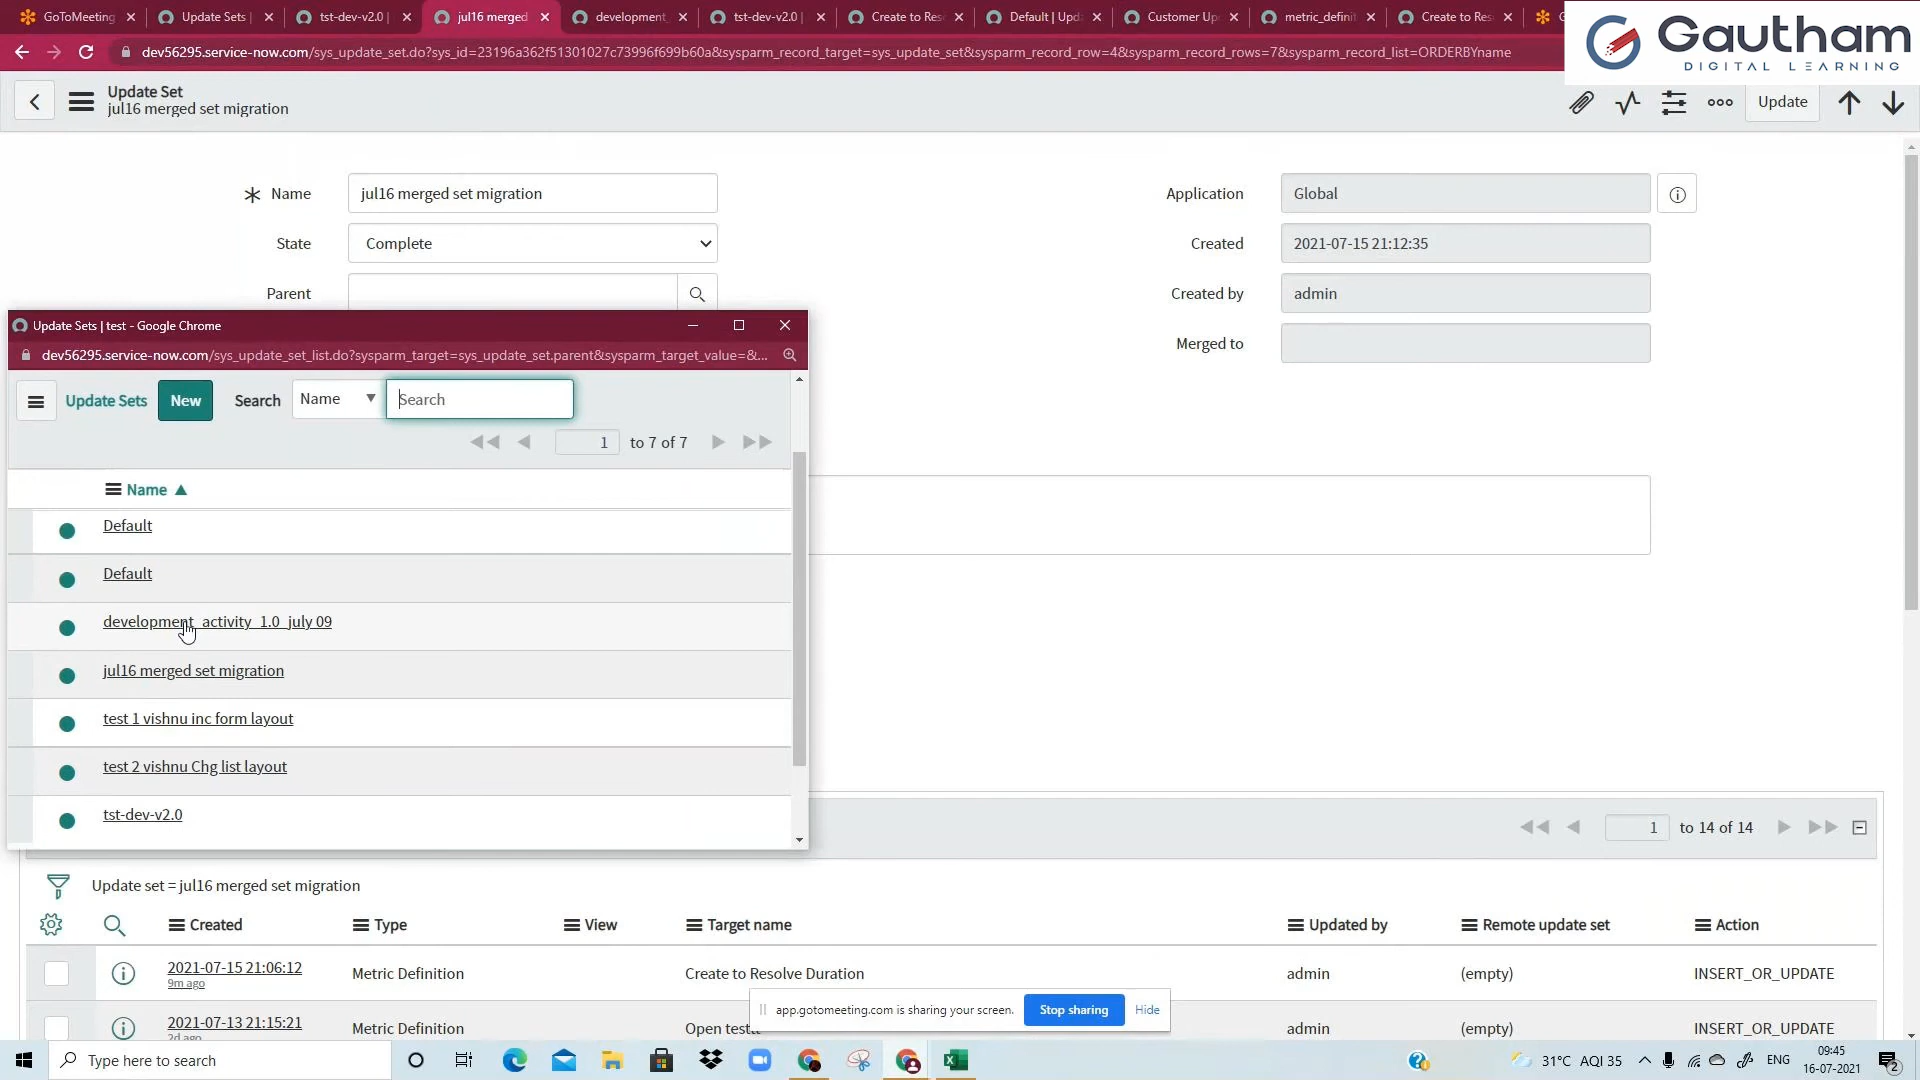 GoToMeeting
Update Sets |
tst-dev-v2.0 |
jul16 merged
development_
tst-dev-v2.0 |
Create to Res
Default | Upd
Customer Up
metric_definit
Create to Res
Gautham
DIGITAL LEARNING
dev56295.service-now.com/sys_update_set.do?sys_id=23196a362f51301027c73996f699b60a&sysparm_record_target=sys_update_set&sysparm_record_row=4&sysparm_record_rows=7&sysparm_record_list=ORDERBYname
Update Set
jul16 merged set migration
Update
Name
jul16 merged set migration
Application
Global
State
Complete
Created
2021-07-15 21:12:35
Parent
Created by
admin
Merged to
Update Sets | test - Google Chrome
dev56295.service-now.com/sys_update_set_list.do?sysparm_target=sys_update_set.parent&sysparm_target_value=&...
Update Sets
New
Search
Name
Search
1 to 7 of 7
Name
Default
Default
development_activity_1.0_july 09
jul16 merged set migration
test 1 vishnu inc form layout
test 2 vishnu Chg list layout
tst-dev-v2.0
1 to 14 of 14
Update set = jul16 merged set migration
Created Type View Target name Updated by Remote update set Action
2021-07-15 21:06:12 Metric Definition Create to Resolve Duration admin (empty) INSERT_OR_UPDATE
9m ago
2021-07-13 21:15:21 Metric Definition Open testtt admin (empty) INSERT_OR_UPDATE
2d ago
app.gotomeeting.com is sharing your screen.
Stop sharing
Hide
Type here to search
31°C AQI 35
ENG
09:45
16-07-2021
2